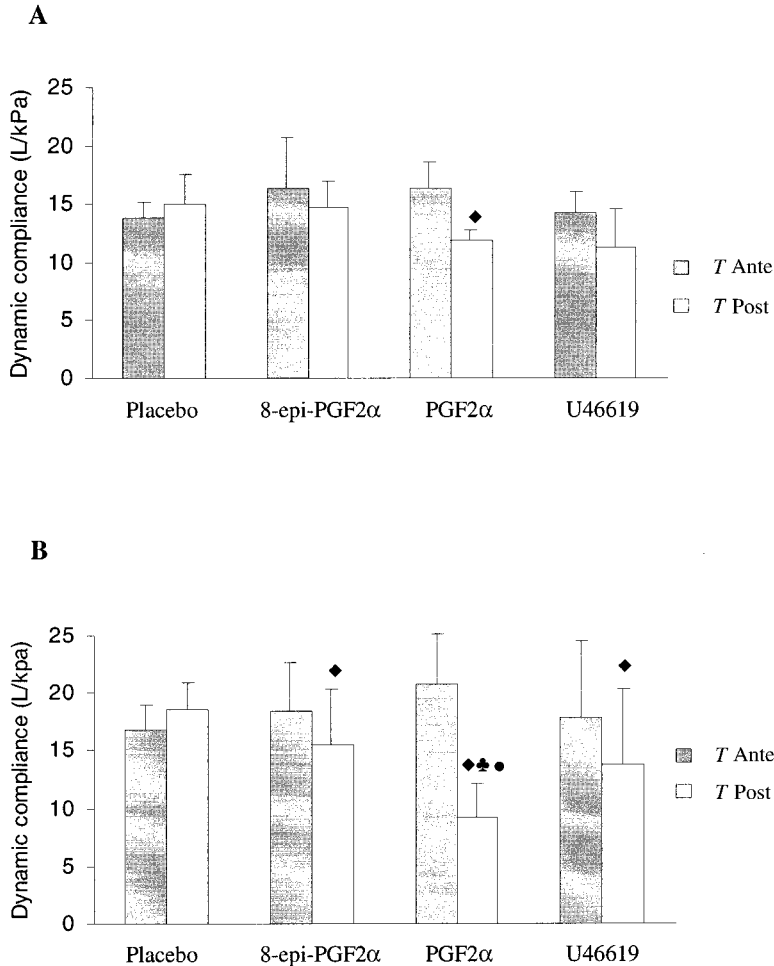 A
Dynamic compliance (L/kPa)
25
20
15
10
5
0
◆
Placebo 8-epi-PGF2α PGF2α U46619
T Ante
T Post
B
Dynamic compliance (L/kpa)
25
20
15
10
5
0
◆ ◆♣● ◆
Placebo 8-epi-PGF2α PGF2α U46619
T Ante
T Post